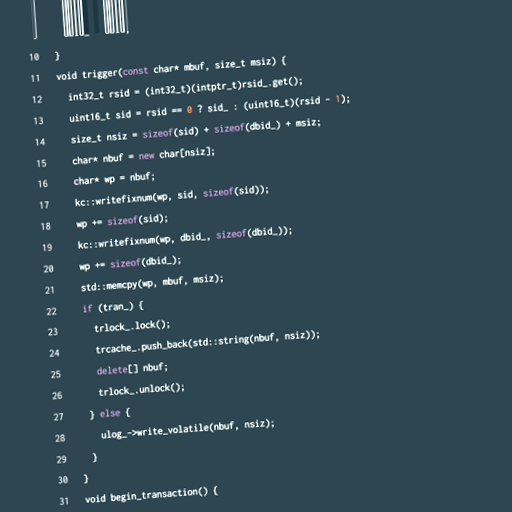 10 }
11 void trigger(const char* mbuf, size_t msiz) {
12 int32_t rsid = (int32_t)(intptr_t)rsid_.get();
13 uint16_t sid = rsid == 0 ? sid_ : (uint16_t)(rsid - 1);
14 size_t nsiz = sizeof(sid) + sizeof(dbid_) + msiz;
15 char* nbuf = new char[nsiz];
16 char* wp = nbuf;
17 kc::writefixnum(wp, sid, sizeof(sid));
18 wp += sizeof(sid);
19 kc::writefixnum(wp, dbid_, sizeof(dbid_));
20 wp += sizeof(dbid_);
21 std::memcpy(wp, mbuf, msiz);
22 if (tran_) {
23 trlock_.lock();
24 trcache_.push_back(std::string(nbuf, nsiz));
25 delete[] nbuf;
26 trlock_.unlock();
27 } else {
28 ulog_->write_volatile(nbuf, nsiz);
29 }
30 }
31 void begin_transaction() {